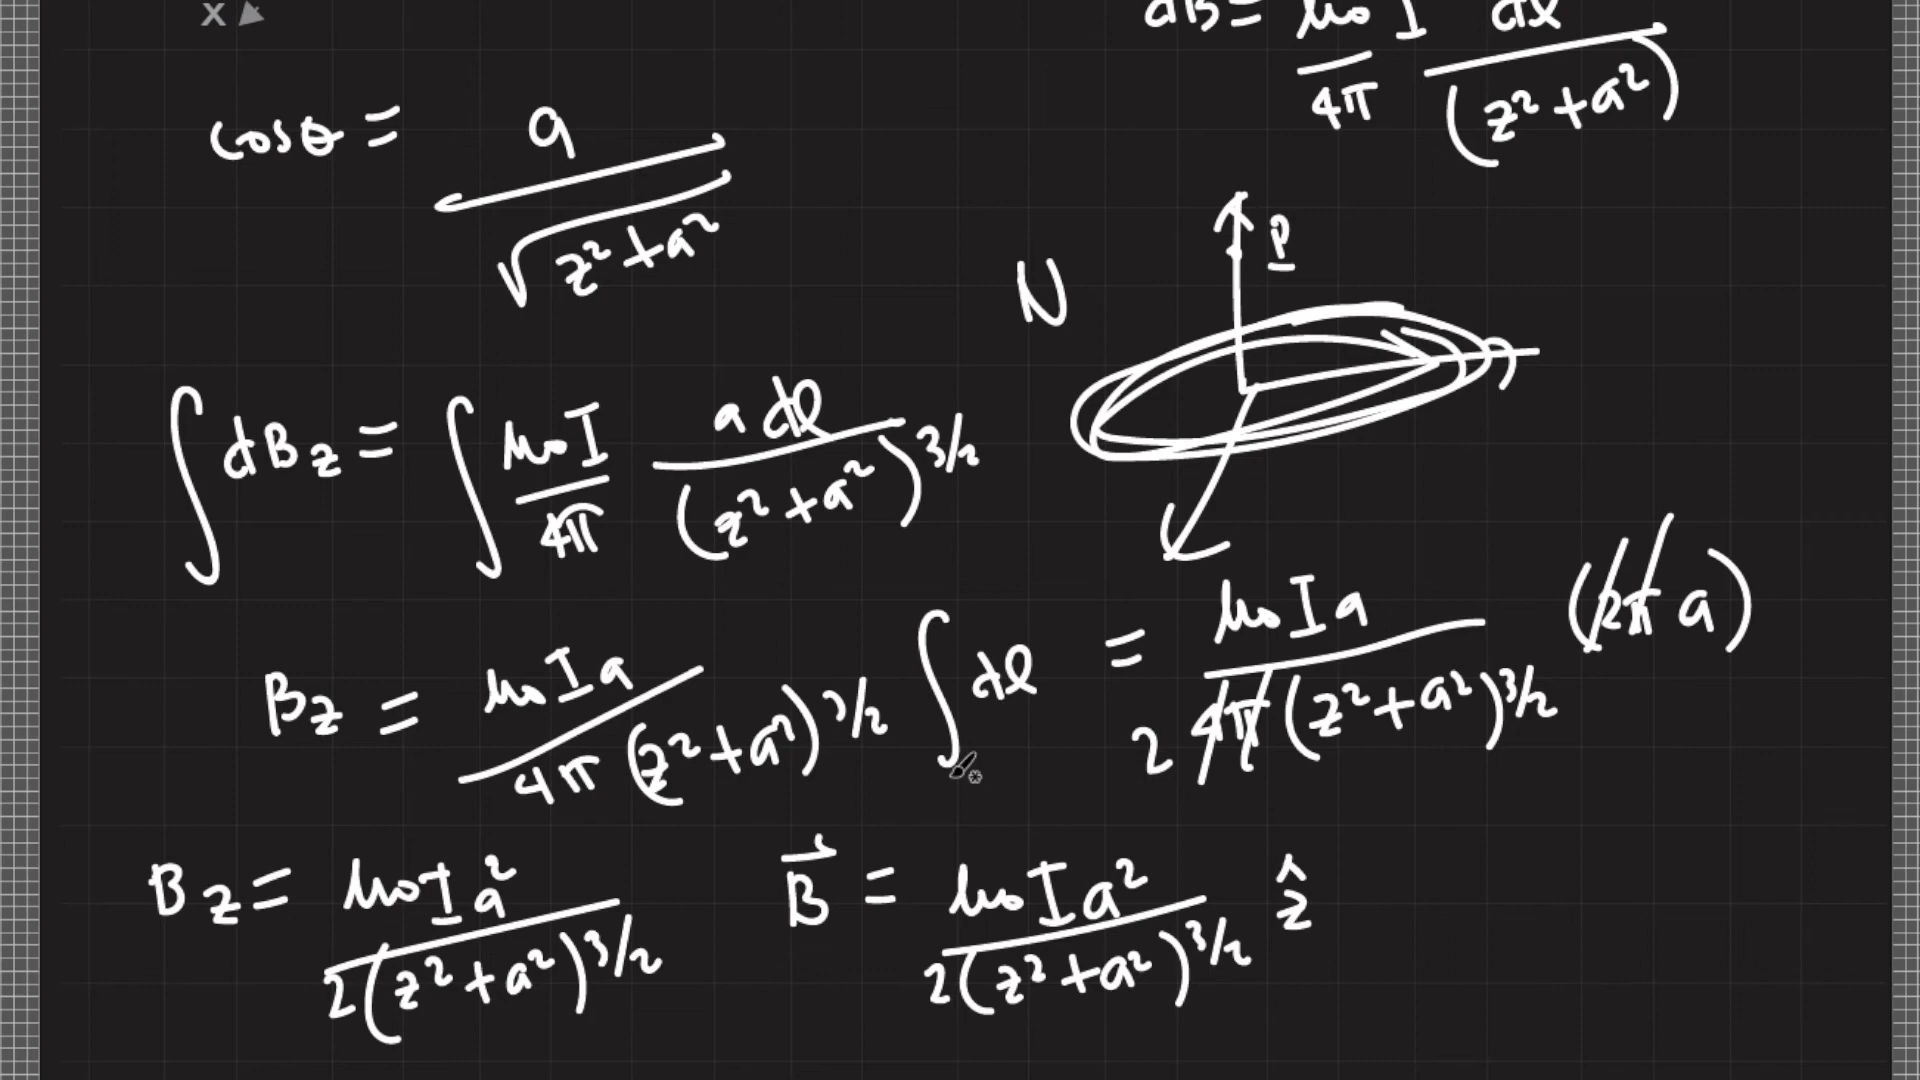 x
dB = μ₀/4π I dℓ/(z² + a²)
cosθ = a/√(z² + a²)
P
N
∫dB_z = ∫ μ₀I/4π a dℓ/(z² + a²)^3/2
B_z = μ₀Ia/4π(z² + a²)^3/2 ∫dℓ = μ₀Ia/4π(z² + a²)^3/2 (2πa)
2
B_z = μ₀Ia²/2(z² + a²)^3/2
B⃗ = μ₀Ia²/2(z² + a²)^3/2 ẑ